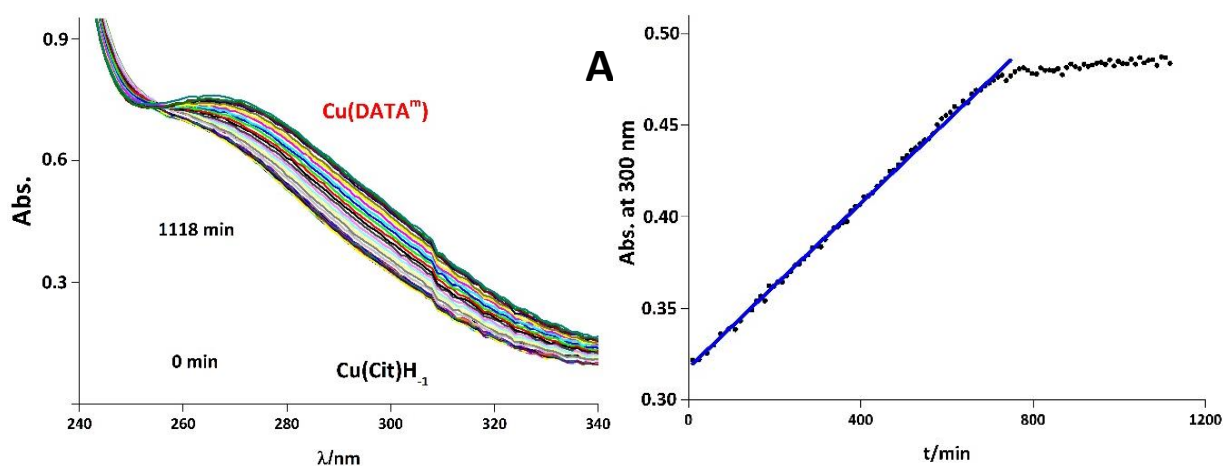 0.9
0.6
0.3
Abs.
Cu(DATAᵐ)
1118 min
0 min
Cu(Cit)H₋₁
240 260 280 300 320 340
λ/nm
A
0.50
0.45
0.40
0.30
0.35
Abs. at 300 nm
0 400 800 1200
t/min